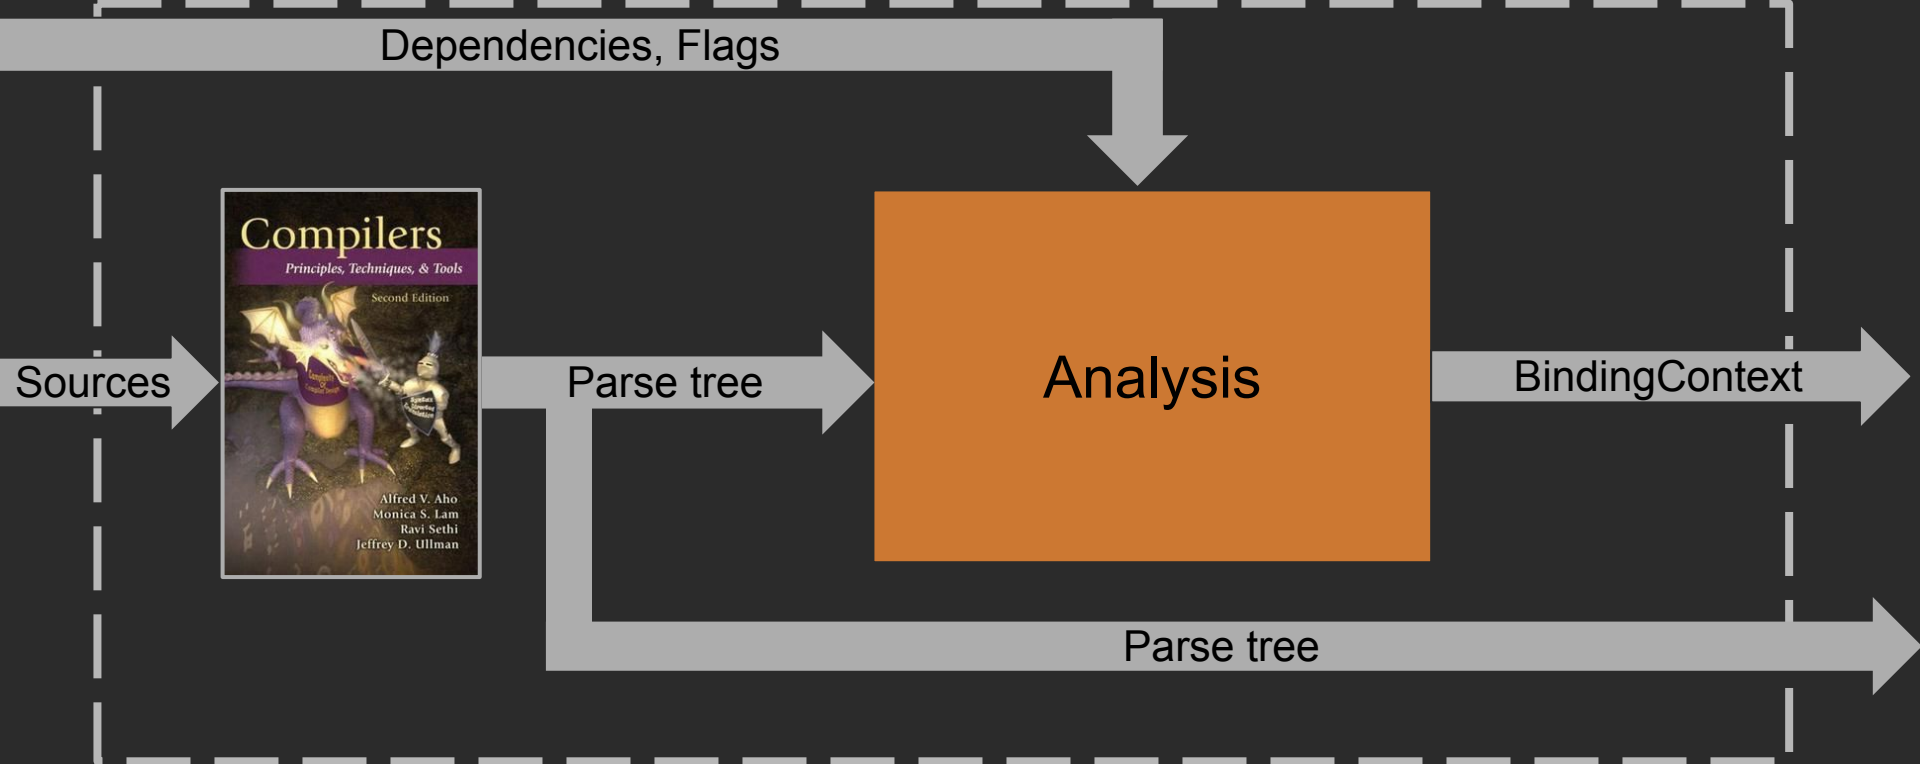 Dependencies, Flags
Compilers
Principles, Techniques, & Tools
Second Edition
Sources
Parse tree
Analysis
BindingContext
Alfred V. Aho
Monica S. Lam
Ravi Sethi
Jeffrey D. Ullman
Parse tree